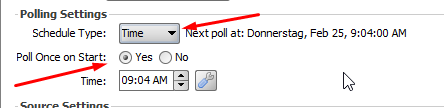 Polling Settings
Schedule Type: Time Next poll at: Donnerstag, Feb 25, 9:04:00 AM
Poll Once on Start: Yes No
Time: 09:04 AM
Source Settings